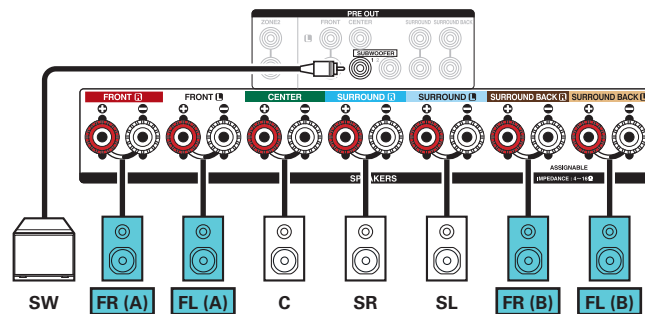 PRE OUT
ZONE2 FRONT CENTER SURROUND SURROUND BACK
L
SUBWOOFER
1 2
FRONT R FRONT L CENTER SURROUND R SURROUND L SURROUND BACK R SURROUND BACK L
+ − + − + − + − + − + − + −
ASSIGNABLE
SPEAKERS IMPEDANCE : 4~16Ω
SW FR (A) FL (A) C SR SL FR (B) FL (B)